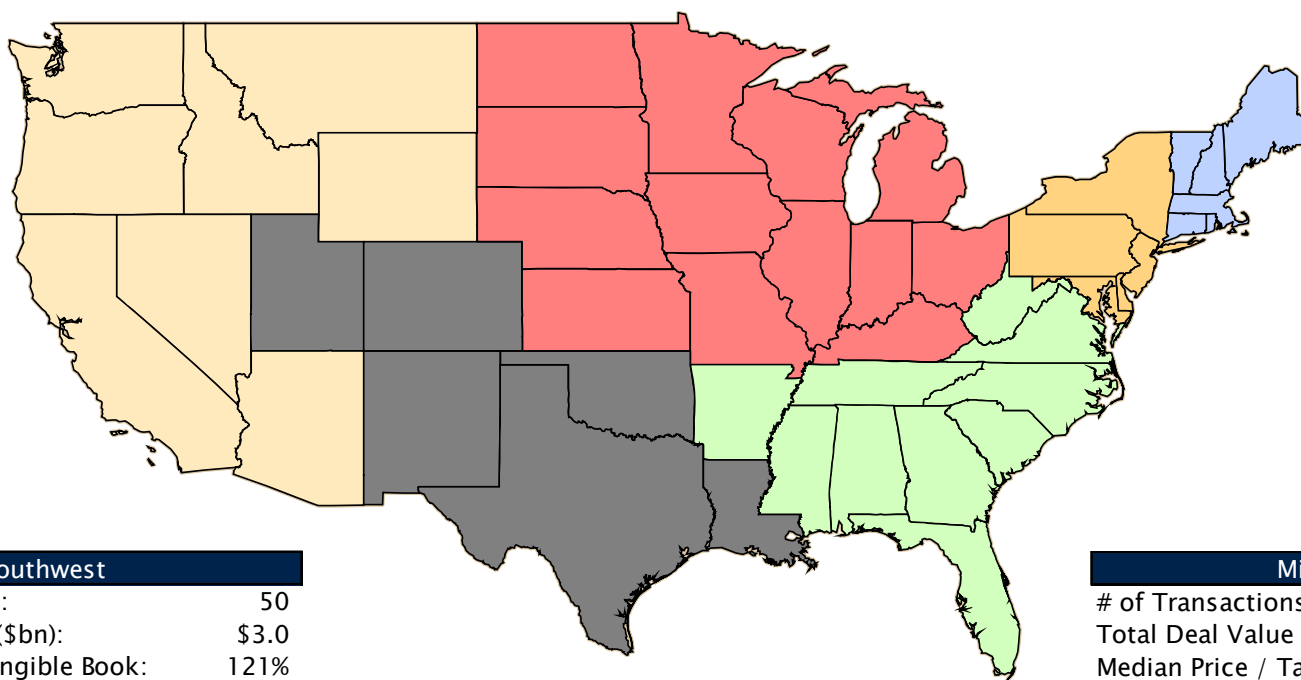 outhwest
: 50
($bn): $3.0
ngible Book: 121%
Mi
# of Transactions
Total Deal Value
Median Price / Ta